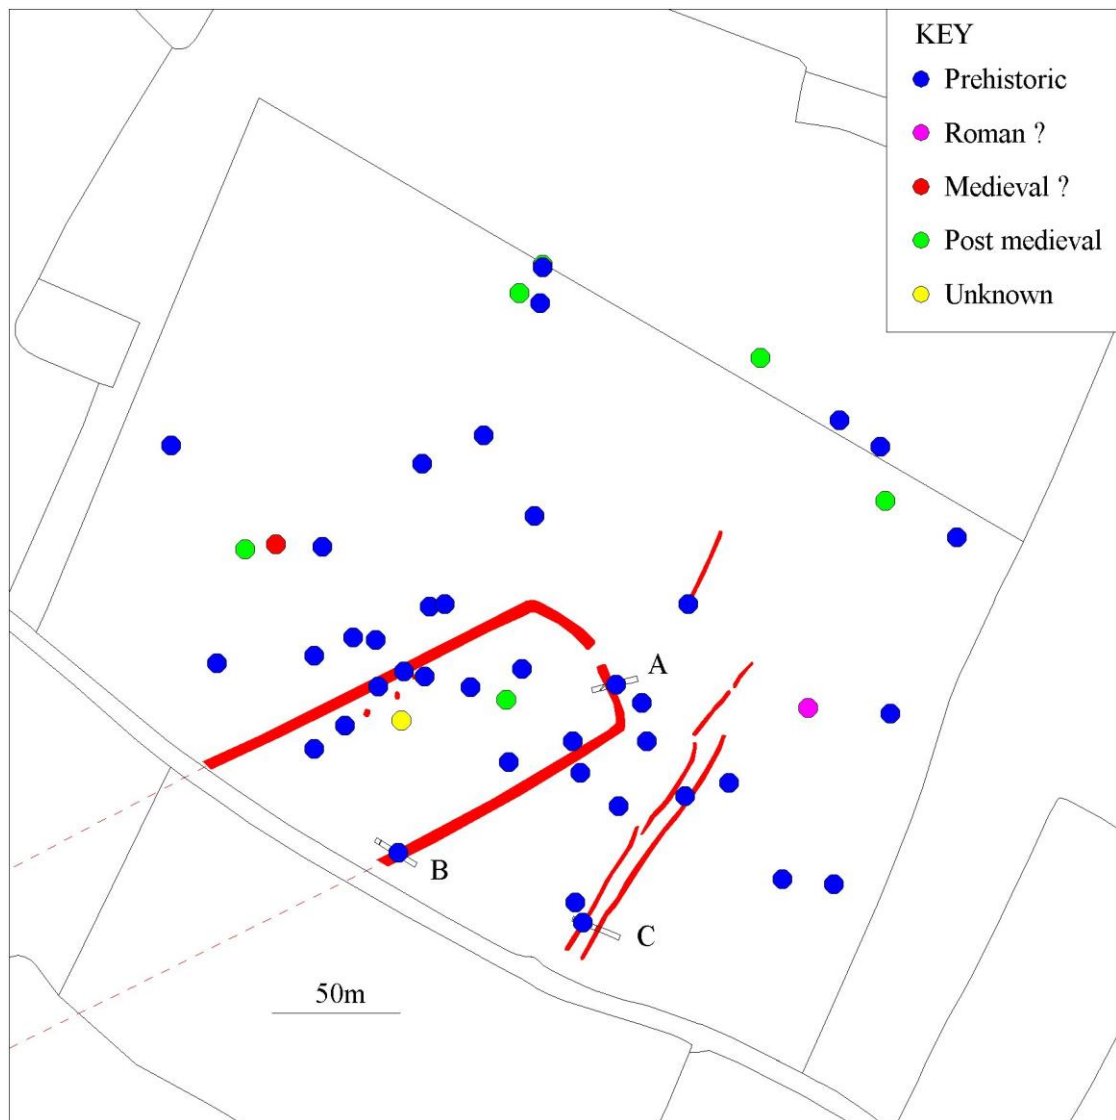 KEY
Prehistoric
Roman ?
Medieval ?
Post medieval
Unknown
A
B
C
50m